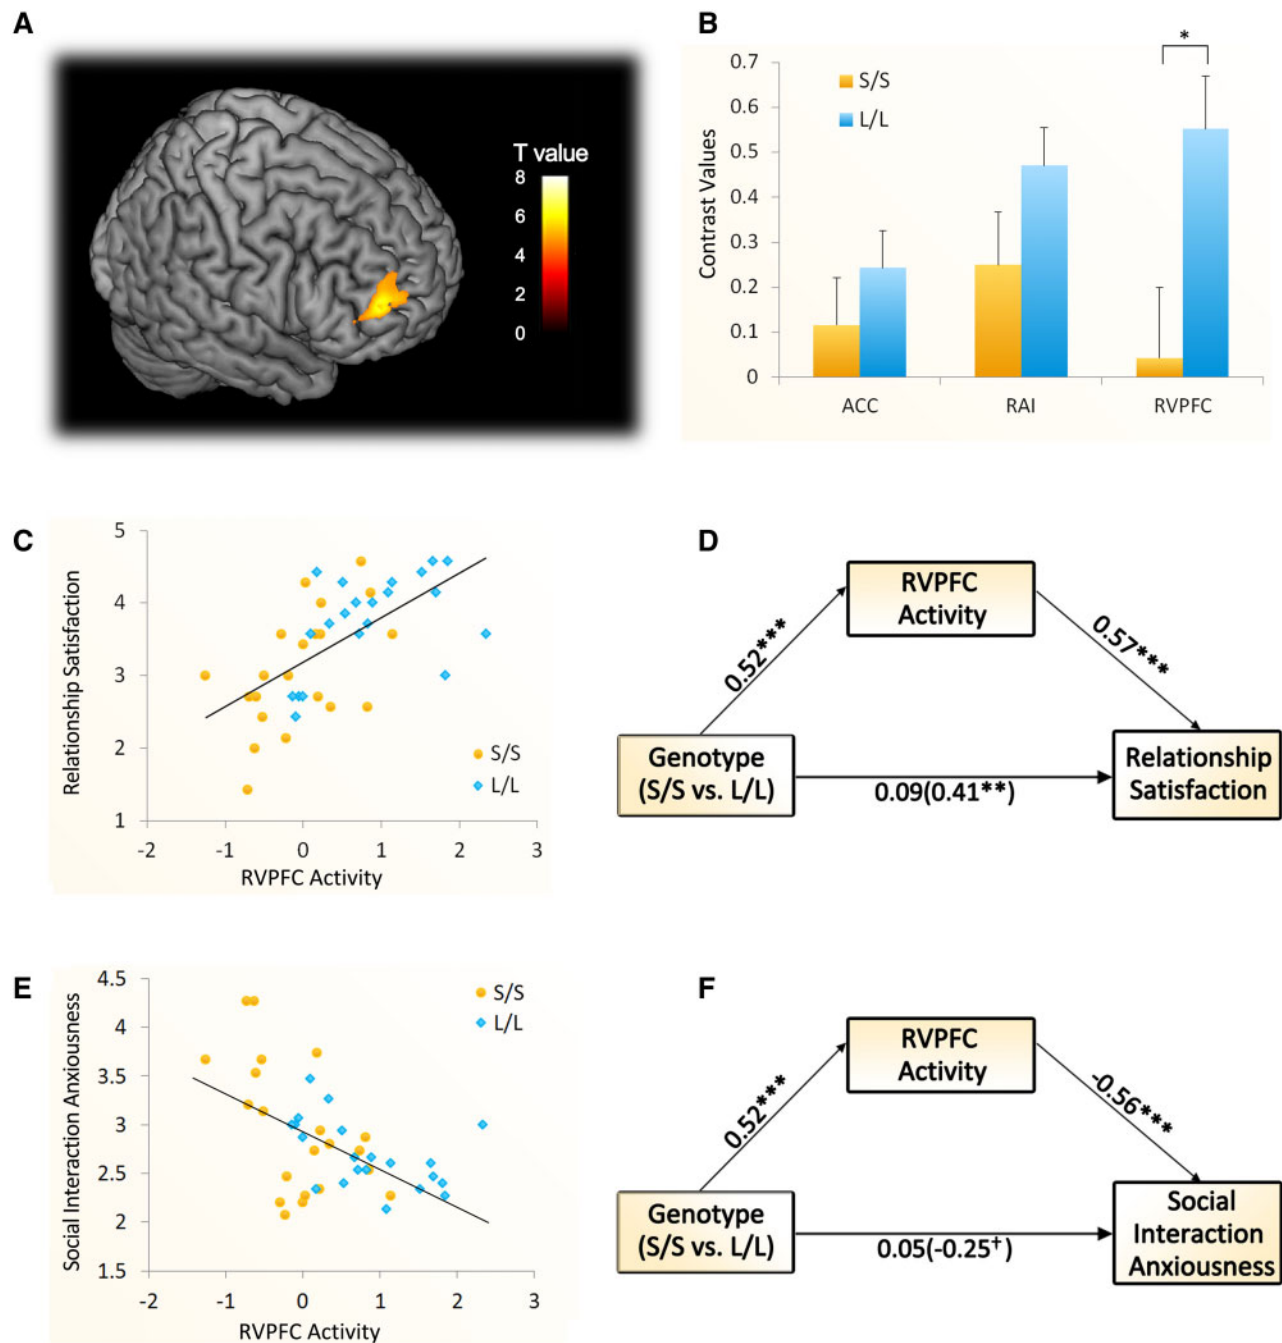 A
T value
8
6
4
2
0
B
*
0.7
0.6
0.5
0.4
0.3
0.2
0.1
0
Contrast Values
S/S
L/L
ACC RAI RVPFC
C
5
4
3
2
1
Relationship Satisfaction
S/S
L/L
-2 -1 0 1 2 3
RVPFC Activity
D
RVPFC
Activity
0.52***
0.57***
Genotype
(S/S vs. L/L)
Relationship
Satisfaction
0.09(0.41**)
E
4.5
4
3.5
3
2.5
2
1.5
Social Interaction Anxiousness
S/S
L/L
-2 -1 0 1 2 3
RVPFC Activity
F
RVPFC
Activity
0.52***
-0.56***
Genotype
(S/S vs. L/L)
Social
Interaction
Anxiousness
0.05(-0.25†)